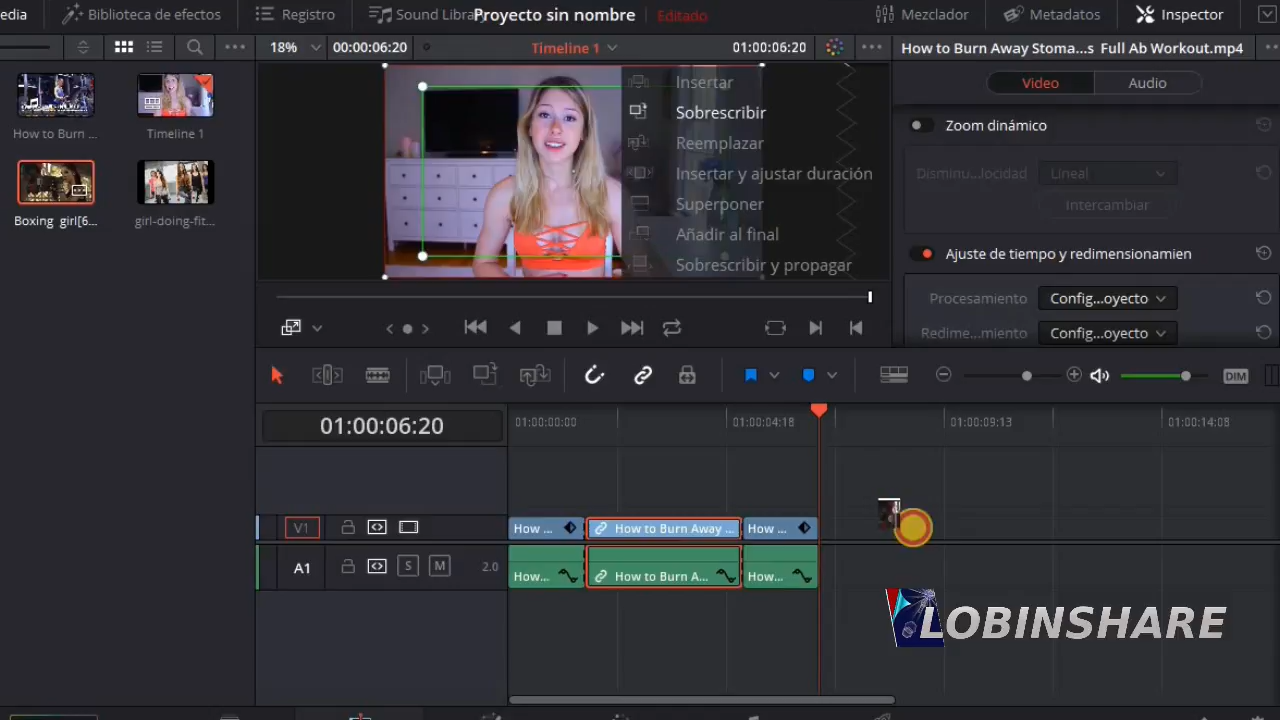 edia
Biblioteca de efectos
Registro
Sound Library
Proyecto sin nombre
Editado
Mezclador
Metadatos
Inspector
18%
00:00:06:20
Timeline 1
01:00:06:20
How to Burn Away Stoma...s Full Ab Workout.mp4
Video
Audio
How to Burn ...
Timeline 1
Boxing girl[6...
girl-doing-fit...
Insertar
Sobrescribir
Reemplazar
Insertar y ajustar duración
Superponer
Añadir al final
Sobrescribir y propagar
Zoom dinámico
Disminu...locidad
Lineal
Intercambiar
Ajuste de tiempo y redimensionamien
Procesamiento
Config...oyecto
Redime...miento
Config...oyecto
DIM
01:00:06:20
01:00:00:00
01:00:04:18
01:00:09:13
01:00:14:08
V1
How ...
How to Burn Away ...
How ...
A1
S
M
2.0
How...
How to Burn A...
How...
LOBINSHARE